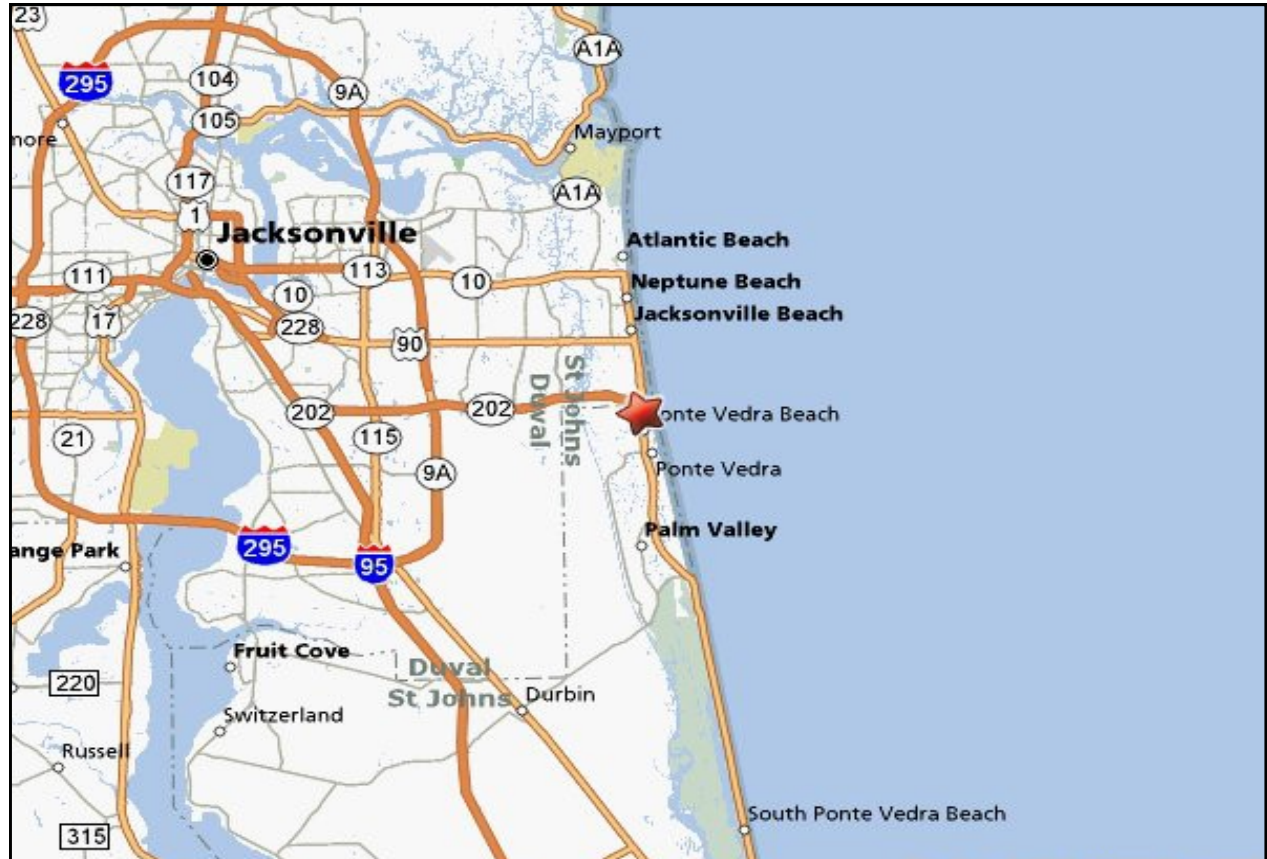 23
A1A
295
104
9A
105
more
Mayport
117
A1A
1
Jacksonville
Atlantic Beach
111
113
10
Neptune Beach
10
228
17
228
Jacksonville Beach
90
St Johns
Duval
202
202
onte Vedra Beach
21
115
9A
Ponte Vedra
295
95
Palm Valley
ange Park
Fruit Cove
Duval
St Johns
220
Durbin
Switzerland
Russell
South Ponte Vedra Beach
315